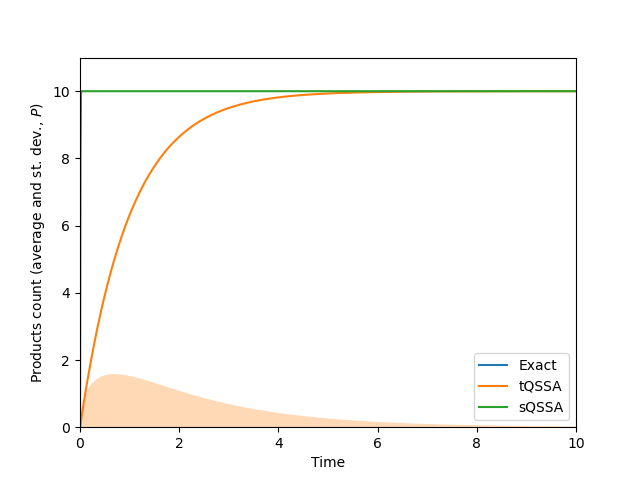 Products count (average and st. dev., P)
10
8
6
4
2
0
0 2 4 6 8 10
Time
Exact
tQSSA
sQSSA